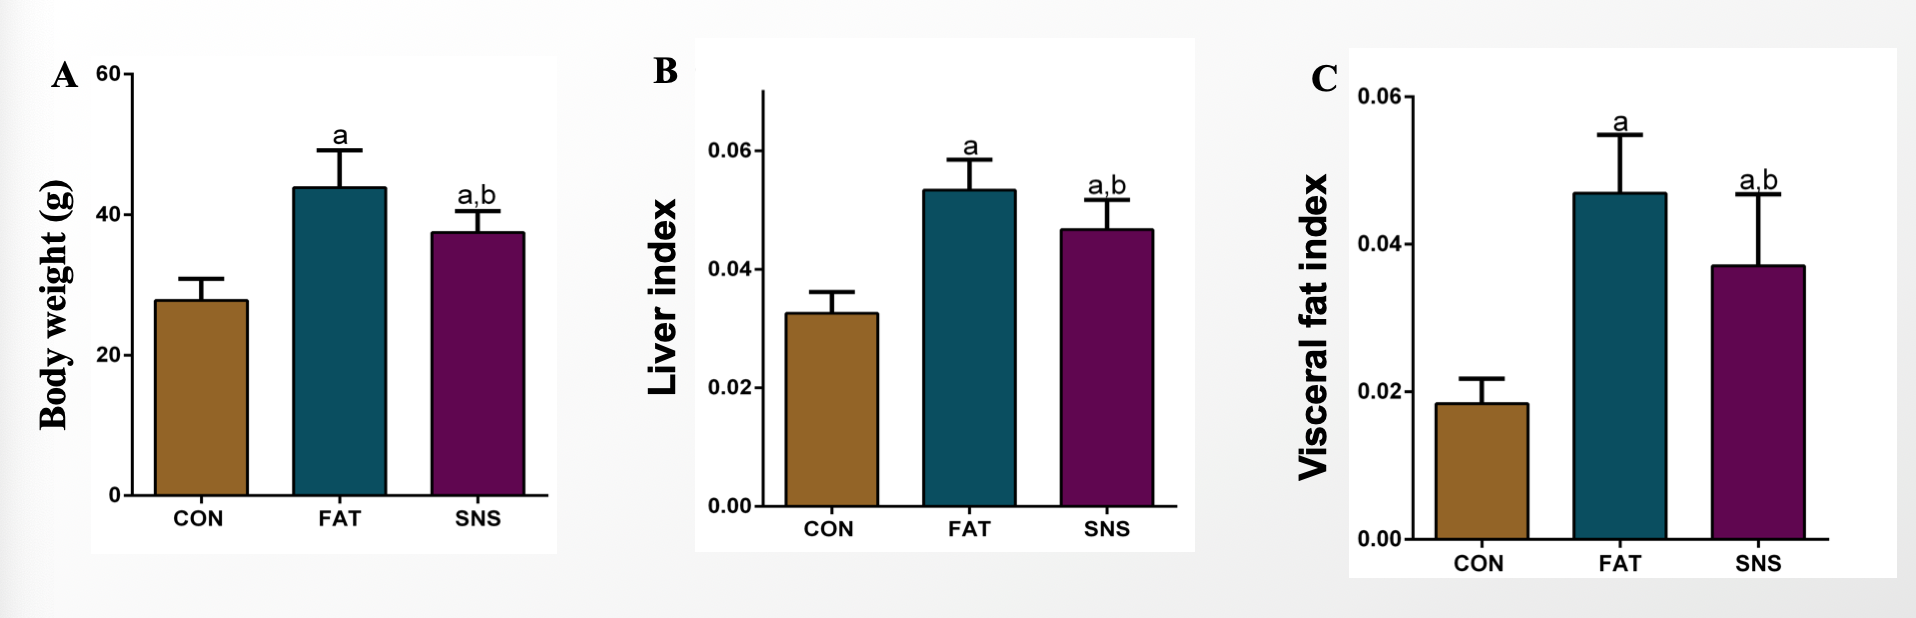 A
Body weight (g)
60
40
20
0
a
a,b
CON FAT SNS
B
Liver index
0.06
0.04
0.02
0.00
a
a,b
CON FAT SNS
C
Visceral fat index
0.06
0.04
0.02
0.00
a
a,b
CON FAT SNS